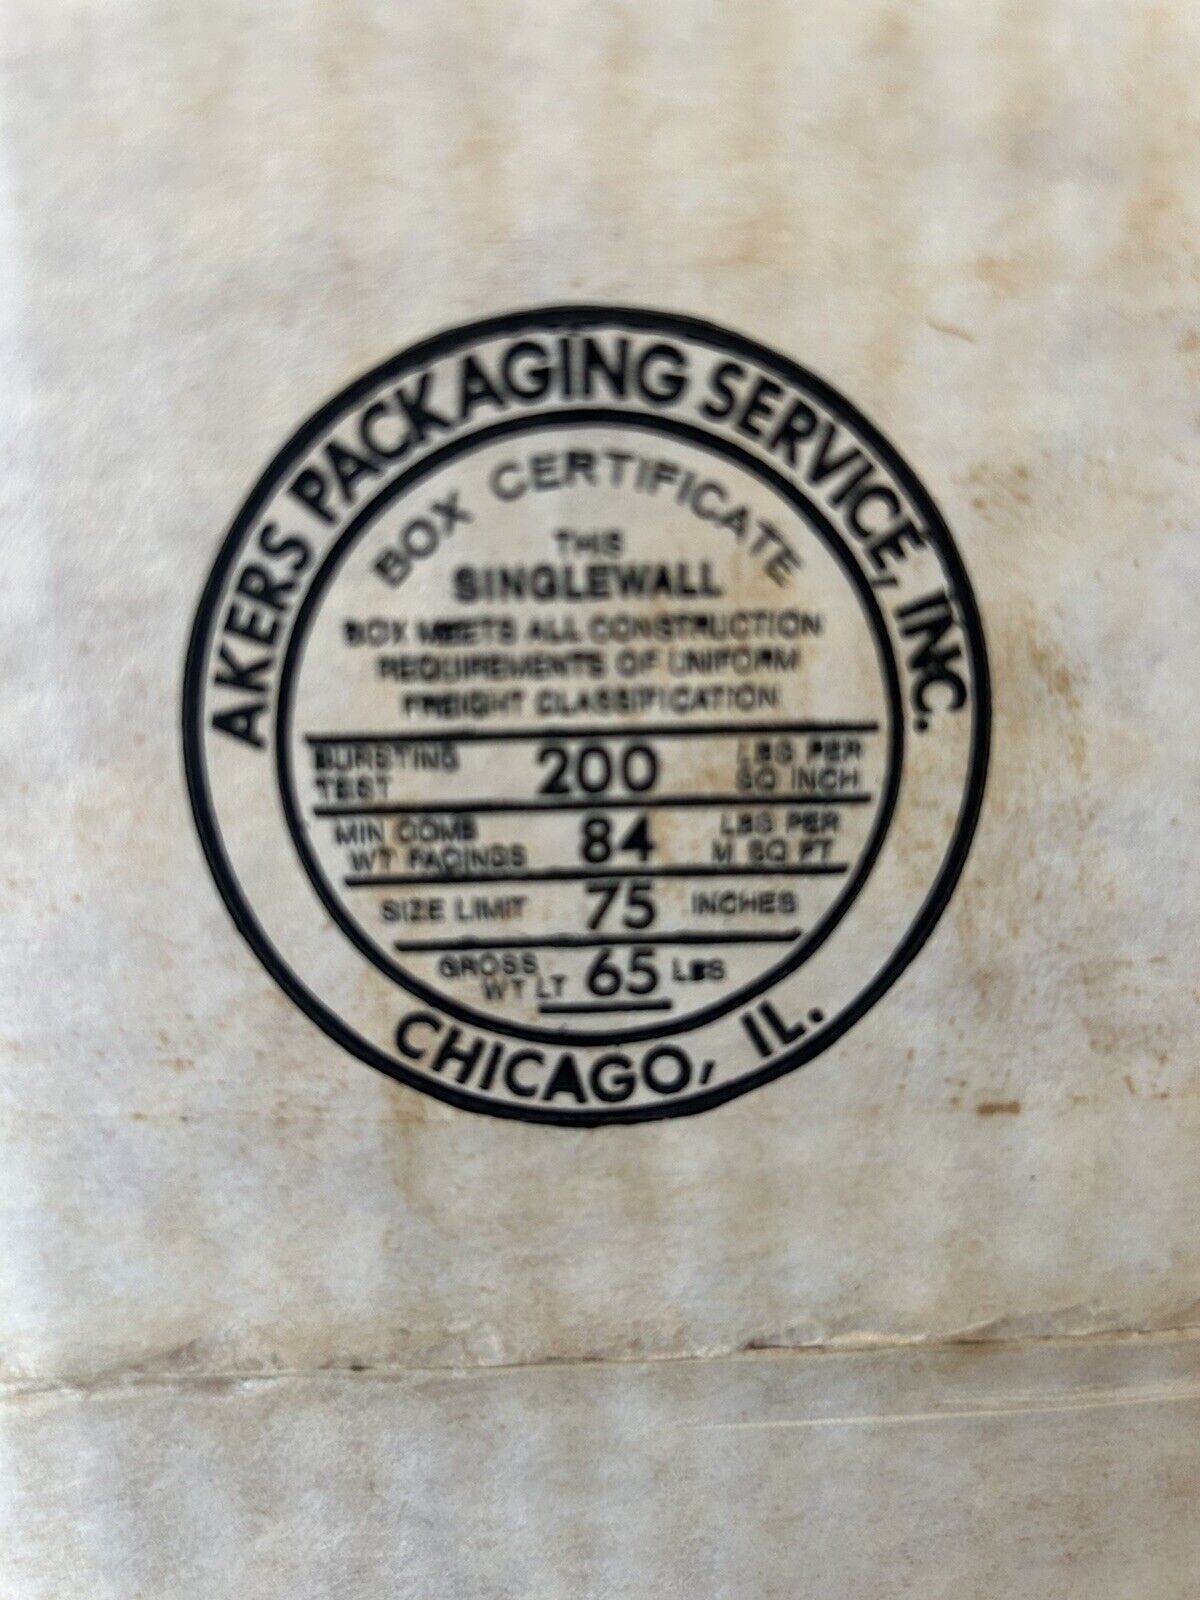 AKERS PACKAGING SERVICE, INC.
BOX CERTIFICATE
THIS
SINGLEWALL
BOX MEETS ALL CONSTRUCTION
REQUIREMENTS OF UNIFORM
FREIGHT CLASSIFICATION
BURSTING TEST 200 LBS PER SQ INCH
MIN COMB WT FACINGS 84 LBS PER M SQ FT
SIZE LIMIT 75 INCHES
GROSS WT LT 65 LBS
CHICAGO, IL.